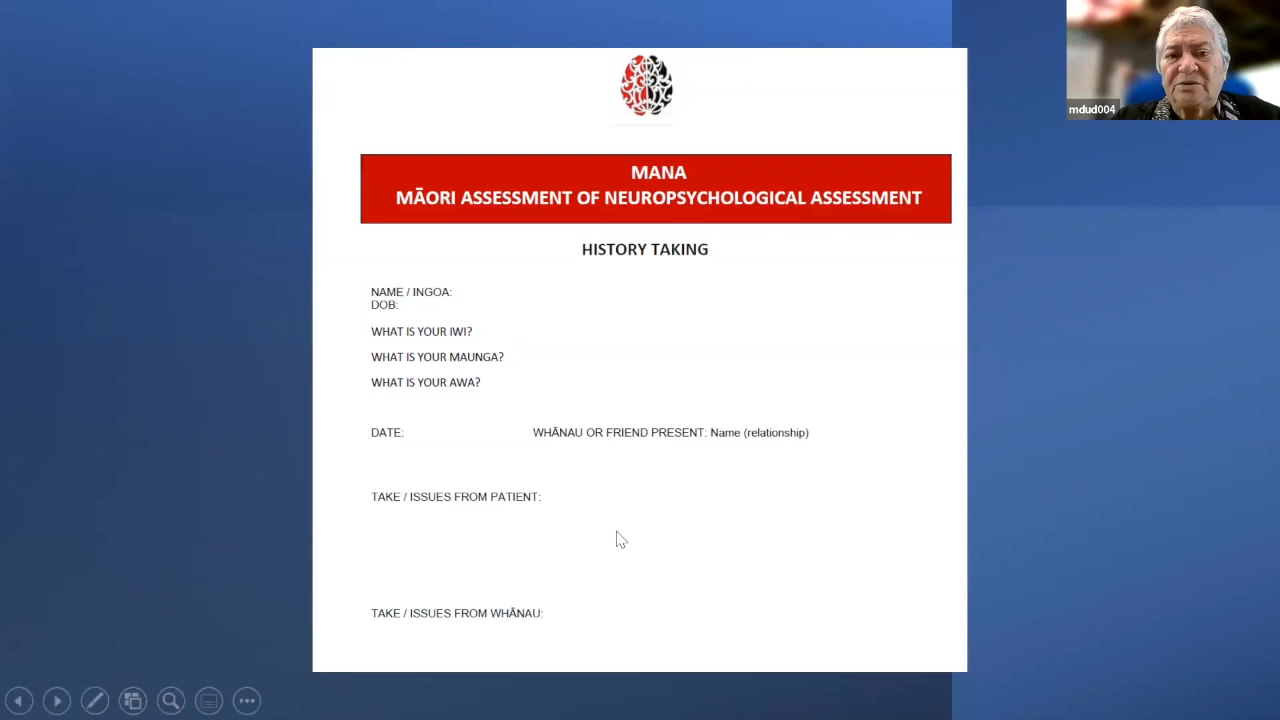 mdud004
MANA
MĀORI ASSESSMENT OF NEUROPSYCHOLOGICAL ASSESSMENT
HISTORY TAKING
NAME / INGOA:
DOB:
WHAT IS YOUR IWI?
WHAT IS YOUR MAUNGA?
WHAT IS YOUR AWA?
DATE: WHĀNAU OR FRIEND PRESENT: Name (relationship)
TAKE / ISSUES FROM PATIENT:
TAKE / ISSUES FROM WHĀNAU: